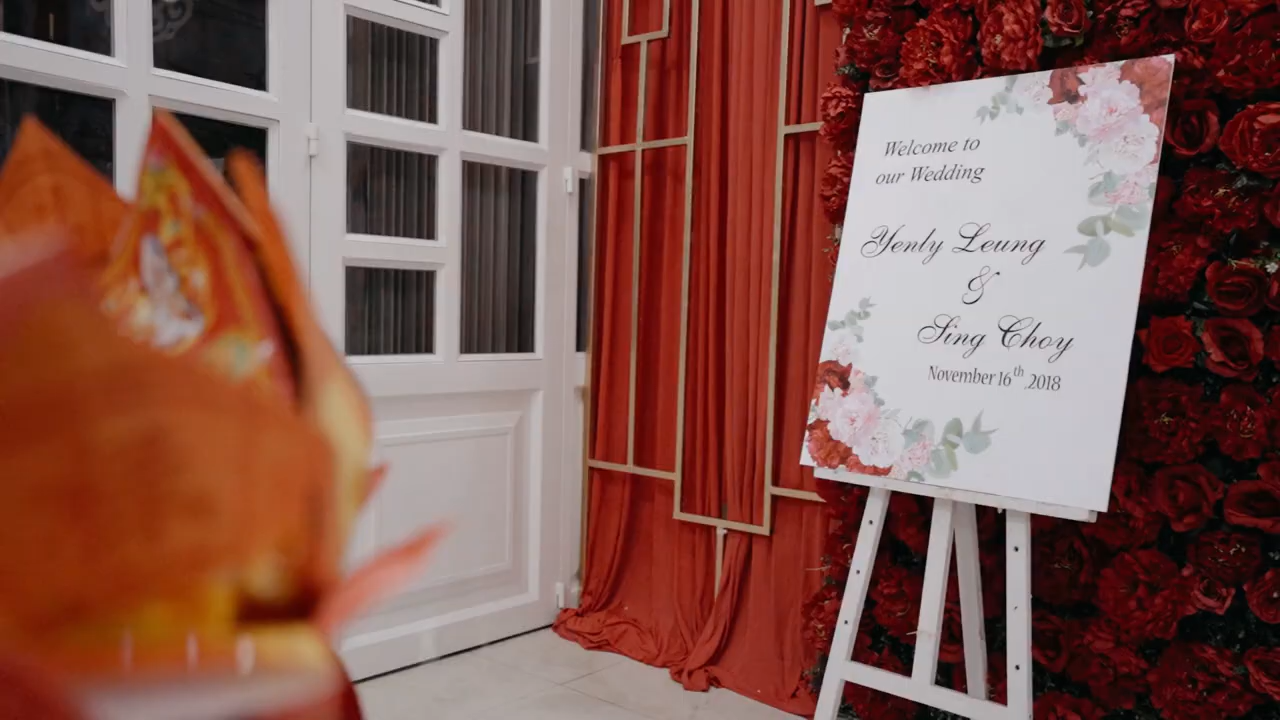 Welcome to
our Wedding
Yenly Leung
&
Sing Choy
November 16th, 2018